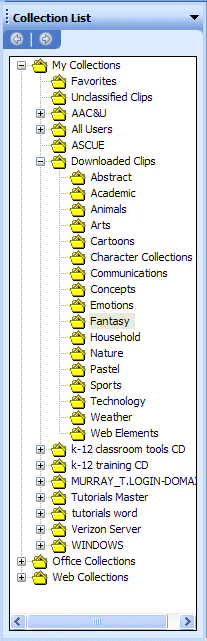 Collection List
My Collections
Favorites
Unclassified Clips
AAC&U
All Users
ASCUE
Downloaded Clips
Abstract
Academic
Animals
Arts
Cartoons
Character Collections
Communications
Concepts
Emotions
Fantasy
Household
Nature
Pastel
Sports
Technology
Weather
Web Elements
k-12 classroom tools CD
k-12 training CD
MURRAY_T.LOGIN-DOMA
Tutorials Master
tutorials word
Verizon Server
WINDOWS
Office Collections
Web Collections